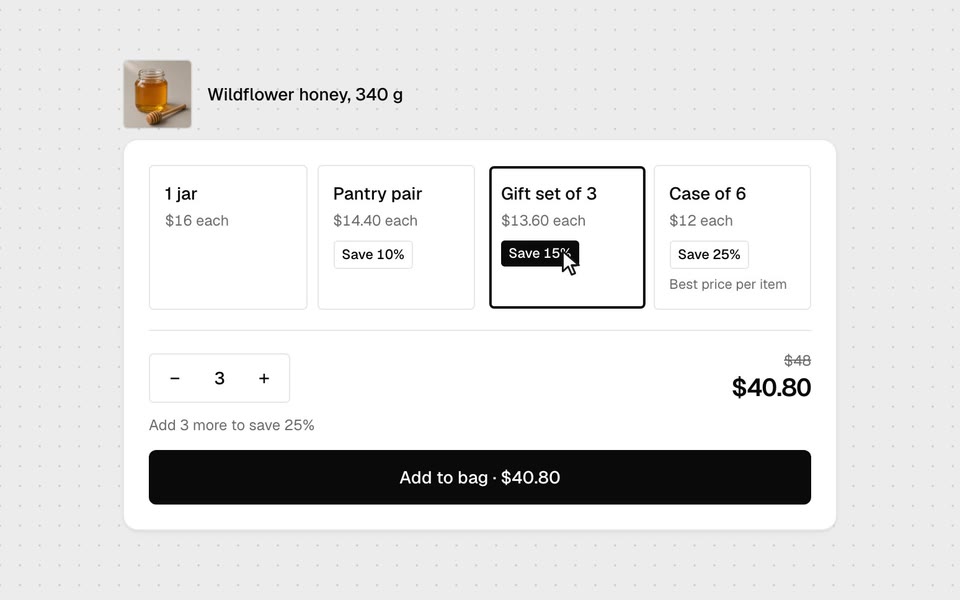 Wildflower honey, 340 g
1 jar
$16 each
Pantry pair
$14.40 each
Save 10%
Gift set of 3
$13.60 each
Save 15%
Case of 6
$12 each
Save 25%
Best price per item
− 3 +
$48
$40.80
Add 3 more to save 25%
Add to bag · $40.80